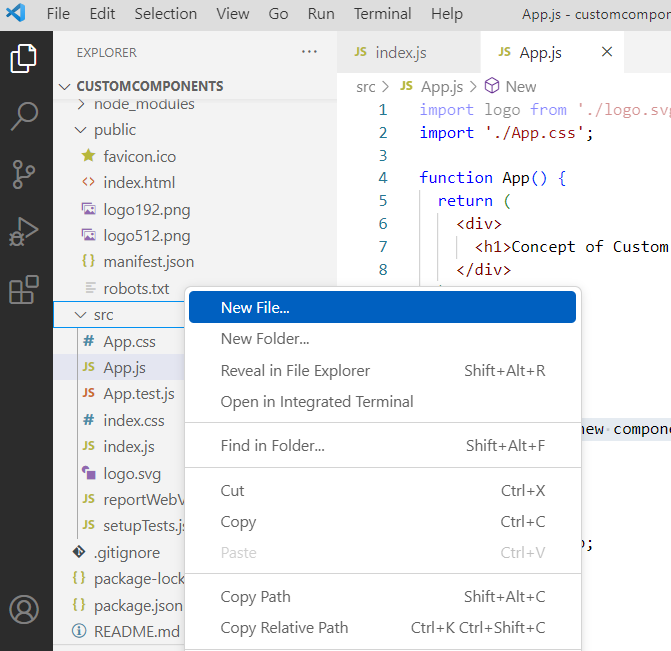 File Edit Selection View Go Run Terminal Help App.js - customcompon
EXPLORER ...
CUSTOMCOMPONENTS
node_modules
public
favicon.ico
<> index.html
logo192.png
logo512.png
{} manifest.json
robots.txt
src
# App.css
JS App.js
JS App.test.js
# index.css
JS index.js
logo.svg
JS reportWebV
JS setupTests.js
.gitignore
{} package-lock
{} package.json
README.md
JS index.js JS App.js
src > JS App.js > New
1 import logo from './logo.svg
2 import './App.css';
3
4 function App() {
5 return (
6 <div>
7 <h1>Concept of Custom
8 </div>
new compone
;
New File...
New Folder...
Reveal in File Explorer Shift+Alt+R
Open in Integrated Terminal
Find in Folder... Shift+Alt+F
Cut Ctrl+X
Copy Ctrl+C
Paste Ctrl+V
Copy Path Shift+Alt+C
Copy Relative Path Ctrl+K Ctrl+Shift+C